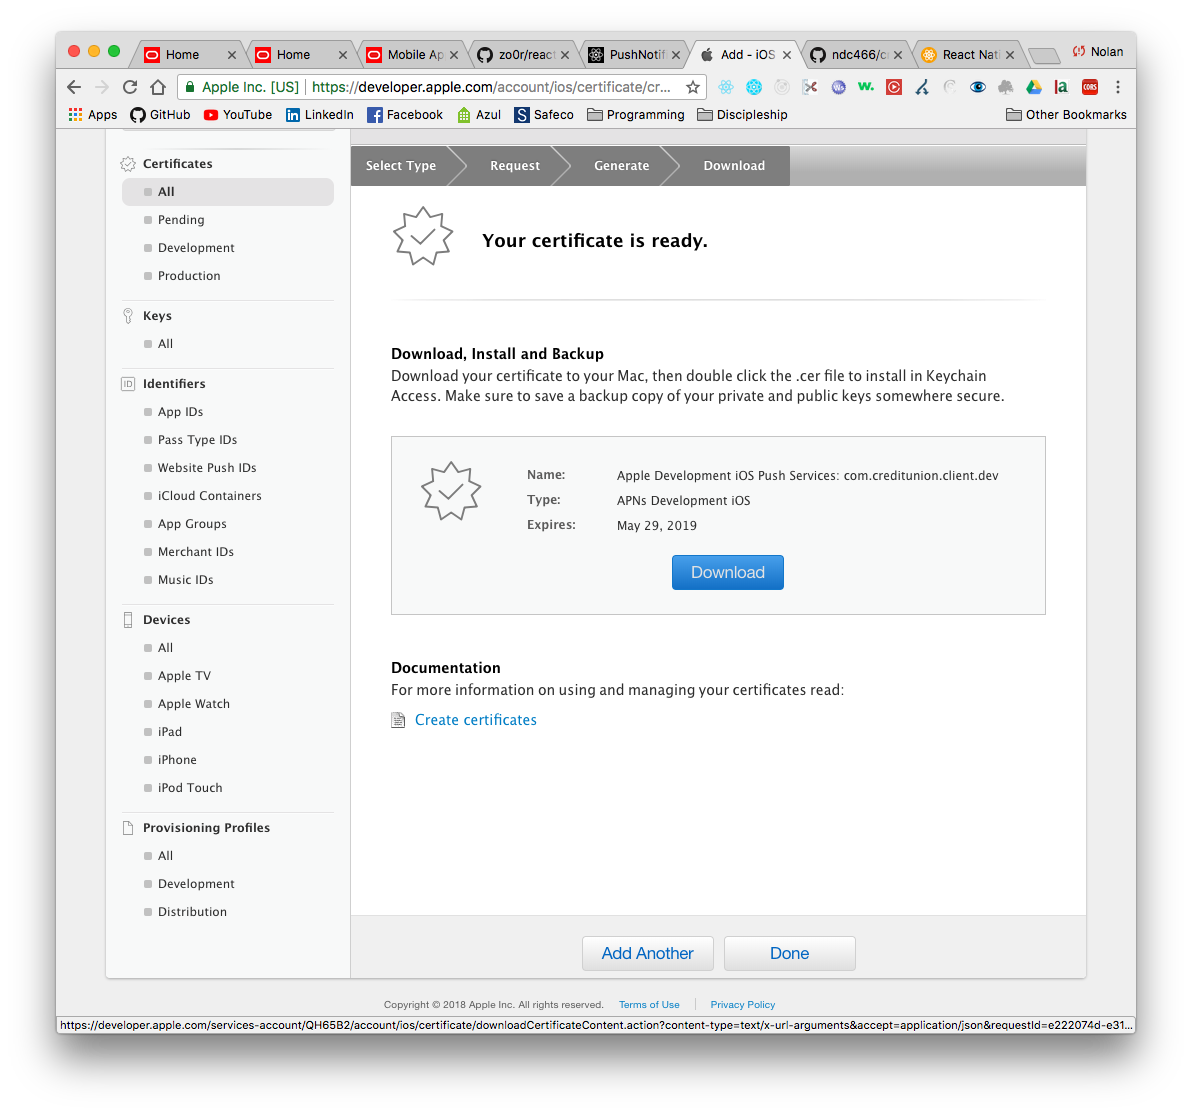 Home
Home
Mobile Ap
zo0r/react
PushNotifi
Add - iOS
ndc466/c
React Nati
Nolan
Apple Inc. [US]
https://developer.apple.com/account/ios/certificate/cr...
Apps
GitHub
YouTube
LinkedIn
Facebook
Azul
Safeco
Programming
Discipleship
Other Bookmarks
Certificates
All
Pending
Development
Production
Keys
All
Identifiers
App IDs
Pass Type IDs
Website Push IDs
iCloud Containers
App Groups
Merchant IDs
Music IDs
Devices
All
Apple TV
Apple Watch
iPad
iPhone
iPod Touch
Provisioning Profiles
All
Development
Distribution
Select Type
Request
Generate
Download
Your certificate is ready.
Download, Install and Backup
Download your certificate to your Mac, then double click the .cer file to install in Keychain
Access. Make sure to save a backup copy of your private and public keys somewhere secure.
Name: Apple Development iOS Push Services: com.creditunion.client.dev
Type: APNs Development iOS
Expires: May 29, 2019
Download
Documentation
For more information on using and managing your certificates read:
Create certificates
Add Another
Done
Copyright © 2018 Apple Inc. All rights reserved.
Terms of Use
Privacy Policy
https://developer.apple.com/services-account/QH65B2/account/ios/certificate/downloadCertificateContent.action?content-type=text/x-url-arguments&accept=application/json&requestId=e222074d-e31...